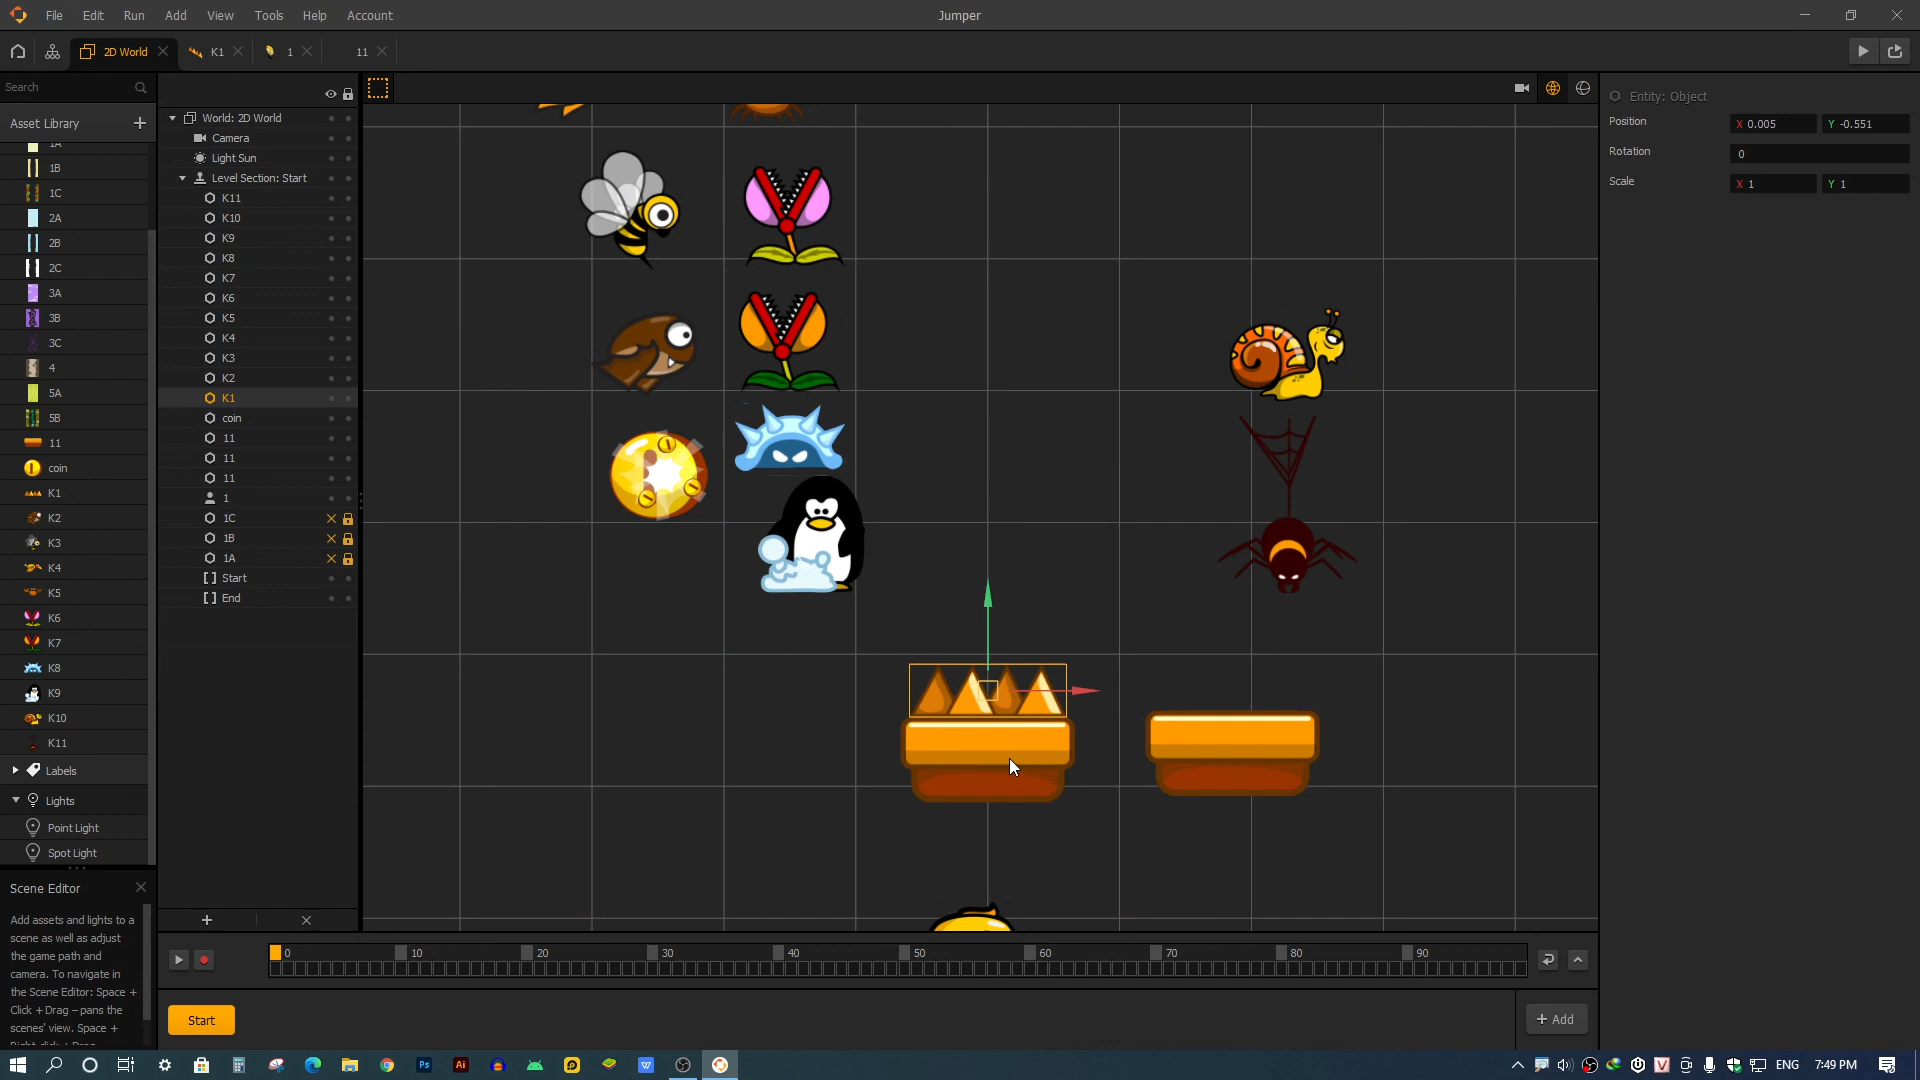 File Edit Run Add View Tools Help Account Jumper
2D World K1 1 11
Search
Asset Library
1A
1B
1C
2A
2B
2C
3A
3B
3C
4
5A
5B
11
coin
K1
K2
K3
K4
K5
K6
K7
K8
K9
K10
K11
Labels
Lights
Point Light
Spot Light
Scene Editor
Add assets and lights to a
scene as well as adjust
the game path and
camera. To navigate in
the Scene Editor: Space +
Click + Drag – pans the
scenes' view. Space +
Right click + Drag
World: 2D World
Camera
Light Sun
Level Section: Start
K11
K10
K9
K8
K7
K6
K5
K4
K3
K2
K1
coin
11
11
11
1
1C
1B
1A
Start
End
Entity: Object
Position X 0.005 Y -0.551
Rotation 0
Scale X 1 Y 1
0 10 20 30 40 50 60 70 80 90
Start
+ Add
Ps Ai ENG 7:49 PM